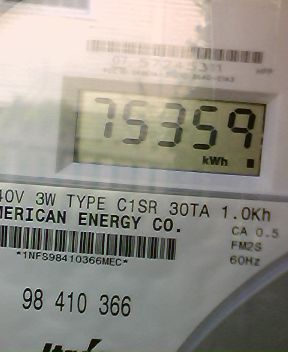 75359
kWh
40V 3W TYPE C1SR 30TA 1.0Kh
MERICAN ENERGY CO.
CA 0.5
FM2S
60Hz
*1NFS98410366MEC*
98 410 366